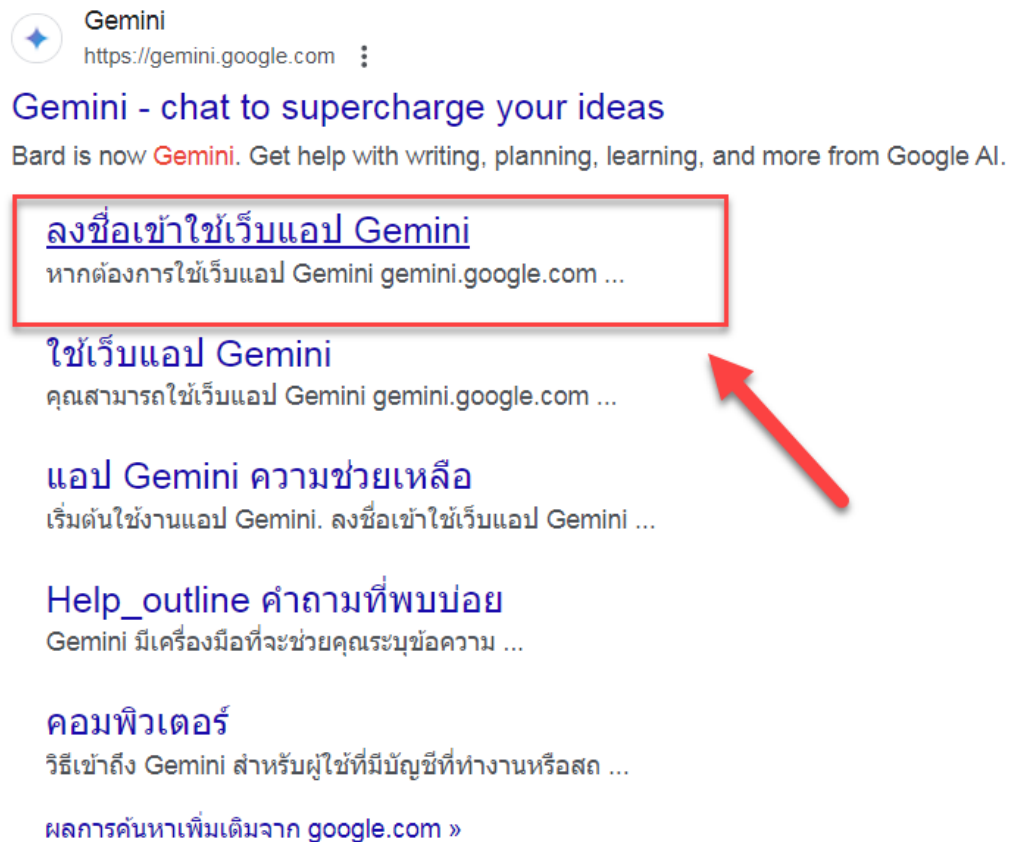 Gemini
https://gemini.google.com
Gemini - chat to supercharge your ideas
Bard is now Gemini. Get help with writing, planning, learning, and more from Google AI.
ลงชื่อเข้าใช้เว็บแอป Gemini
หากต้องการใช้เว็บแอป Gemini gemini.google.com ...
ใช้เว็บแอป Gemini
คุณสามารถใช้เว็บแอป Gemini gemini.google.com ...
แอป Gemini ความช่วยเหลือ
เริ่มต้นใช้งานแอป Gemini. ลงชื่อเข้าใช้เว็บแอป Gemini ...
Help_outline คำถามที่พบบ่อย
Gemini มีเครื่องมือที่จะช่วยคุณระบุข้อความ ...
คอมพิวเตอร์
วิธีเข้าถึง Gemini สำหรับผู้ใช้ที่มีบัญชีที่ทำงานหรือสถ ...
ผลการค้นหาเพิ่มเติมจาก google.com »